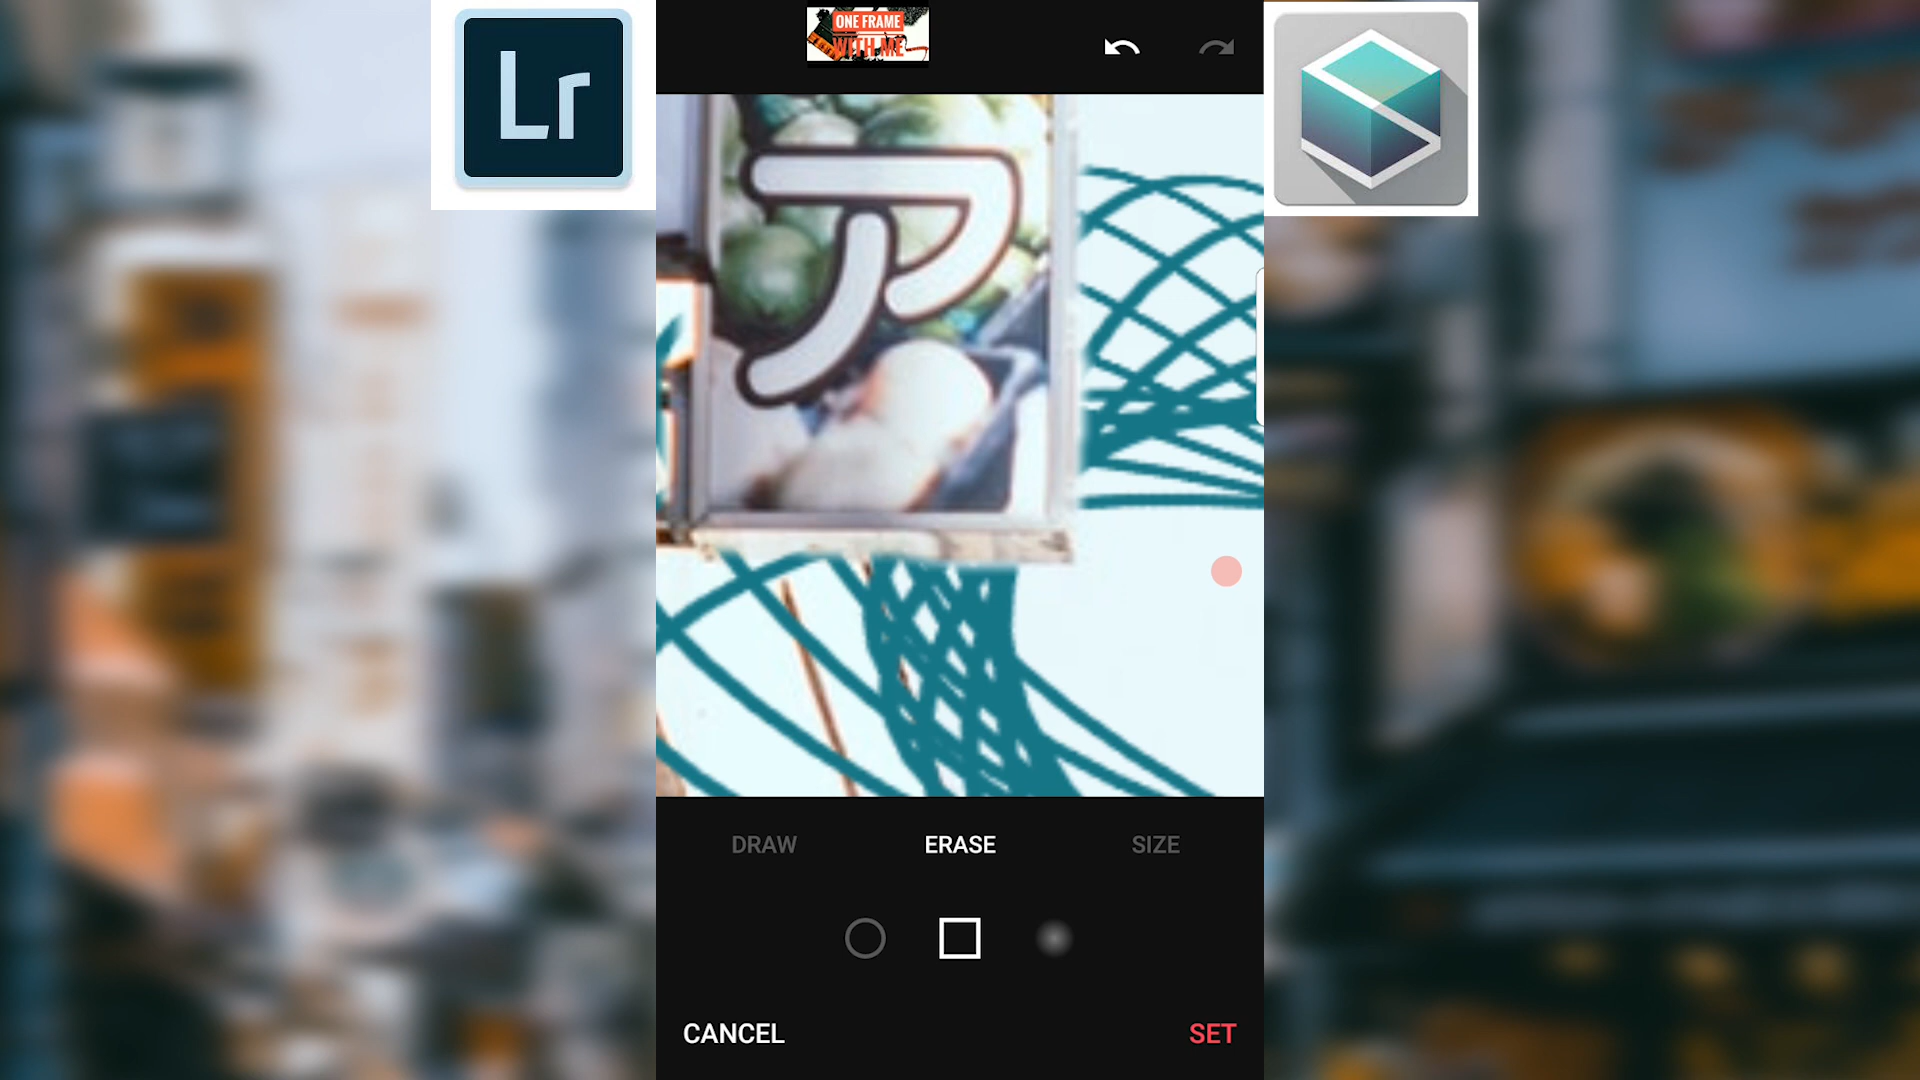 Lr
ONE FRAME
WITH ME
ア
DRAW
ERASE
SIZE
CANCEL
SET